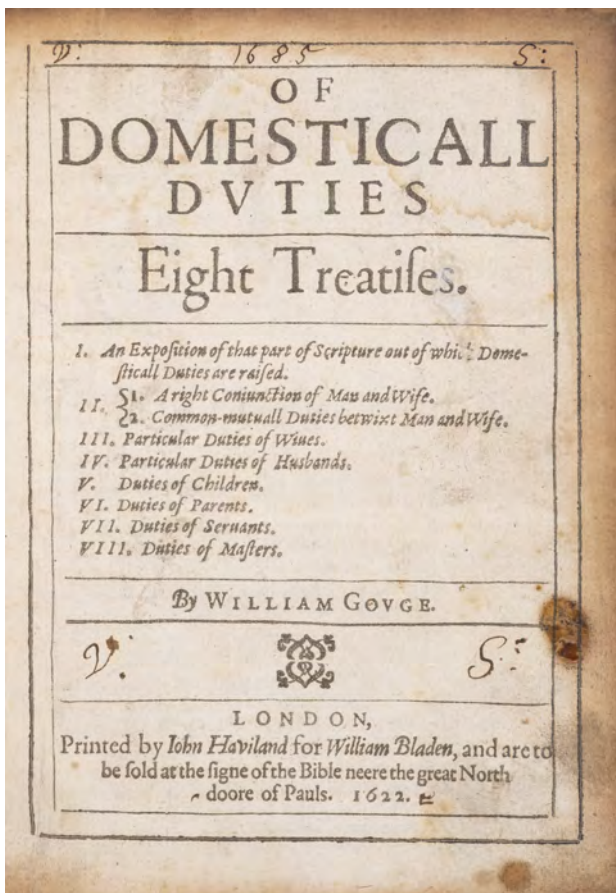 V: 1685 S:
OF
DOMESTICALL
DVTIES
Eight Treatiſes.
I. An Expoſition of that part of Scripture out of which Dome-
ſticall Duties are raiſed.
II. {1. A right Coniunction of Man and Wife.
{2. Common-mutuall Duties betwixt Man and Wife.
III. Particular Duties of Wiues.
IV. Particular Duties of Husbands.
V. Duties of Children.
VI. Duties of Parents.
VII. Duties of Seruants.
VIII. Duties of Maſters.
By WILLIAM GOVGE.
V: S:
LONDON,
Printed by Iohn Haviland for William Bladen, and are to
be ſold at the ſigne of the Bible neere the great North
doore of Pauls. 1622.